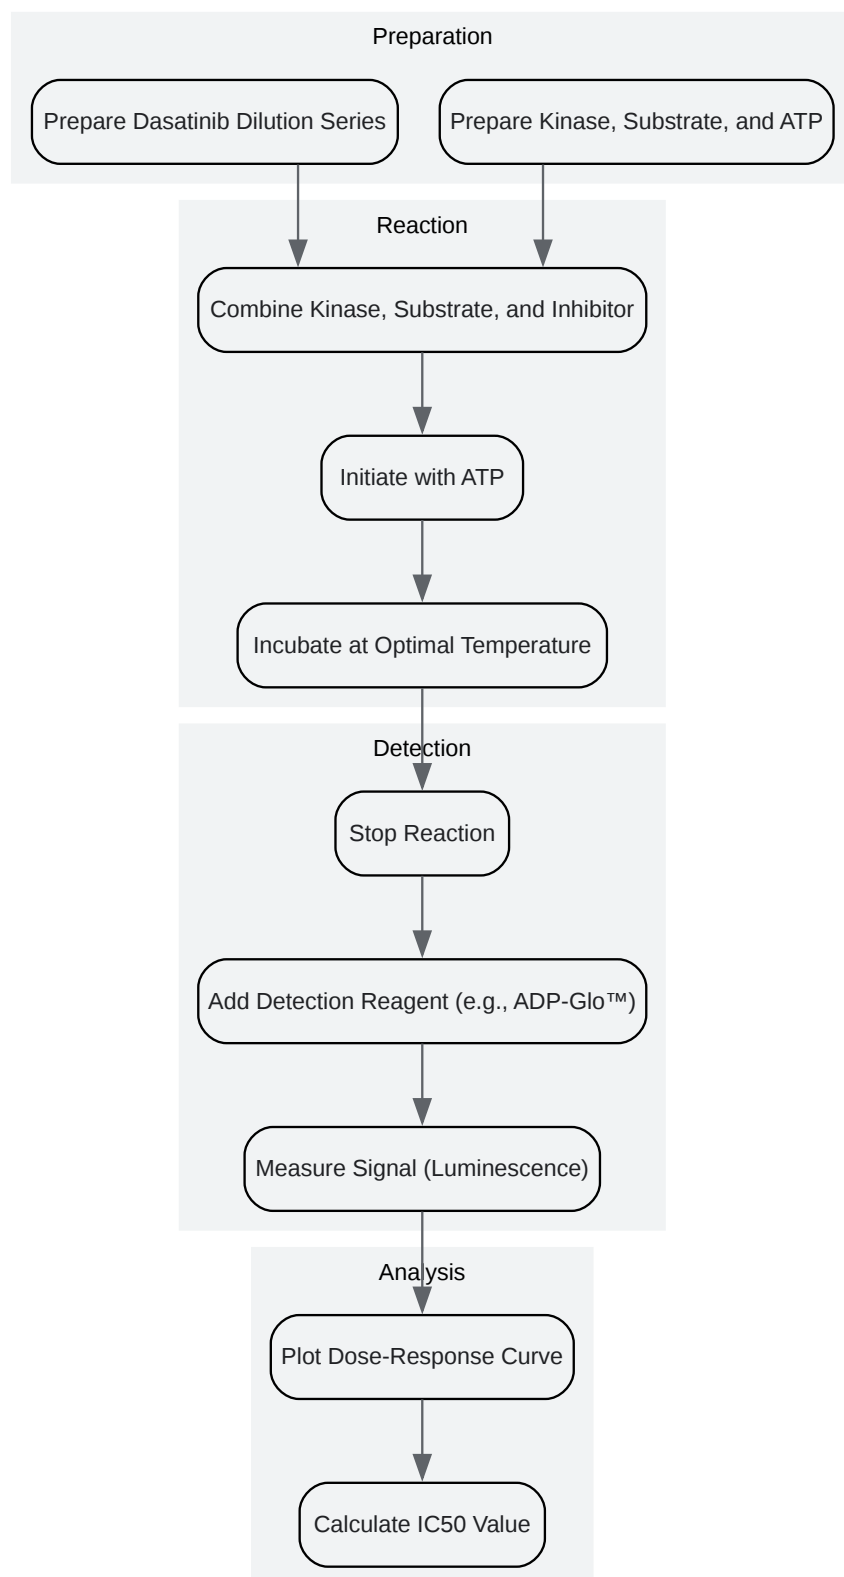 Preparation
Prepare Dasatinib Dilution Series
Prepare Kinase, Substrate, and ATP
Reaction
Combine Kinase, Substrate, and Inhibitor
Initiate with ATP
Incubate at Optimal Temperature
Detection
Stop Reaction
Add Detection Reagent (e.g., ADP-Glo™)
Measure Signal (Luminescence)
Analysis
Plot Dose-Response Curve
Calculate IC50 Value